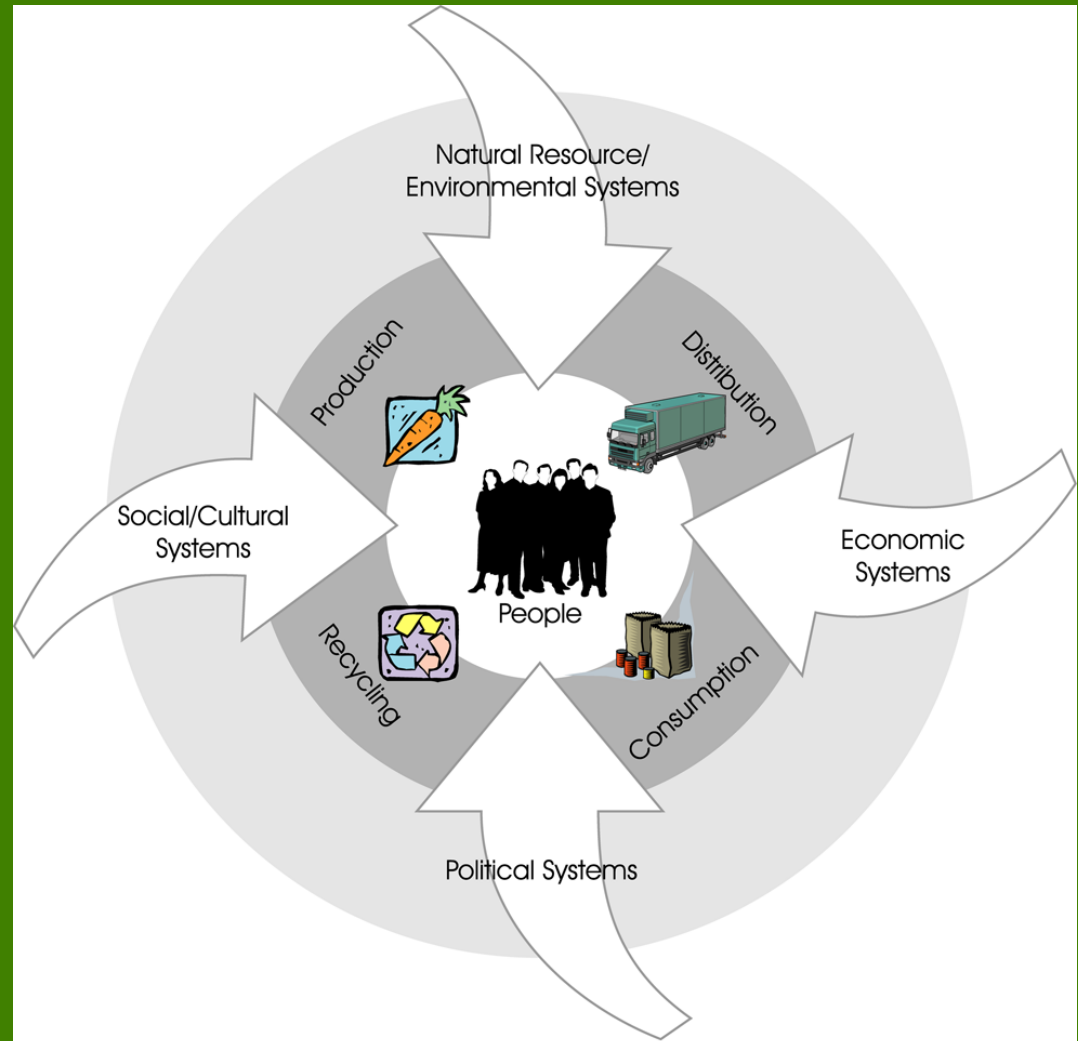 Natural Resource/
Environmental Systems
Production
Distribution
Social/Cultural
Systems
Economic
Systems
People
Recycling
Consumption
Political Systems